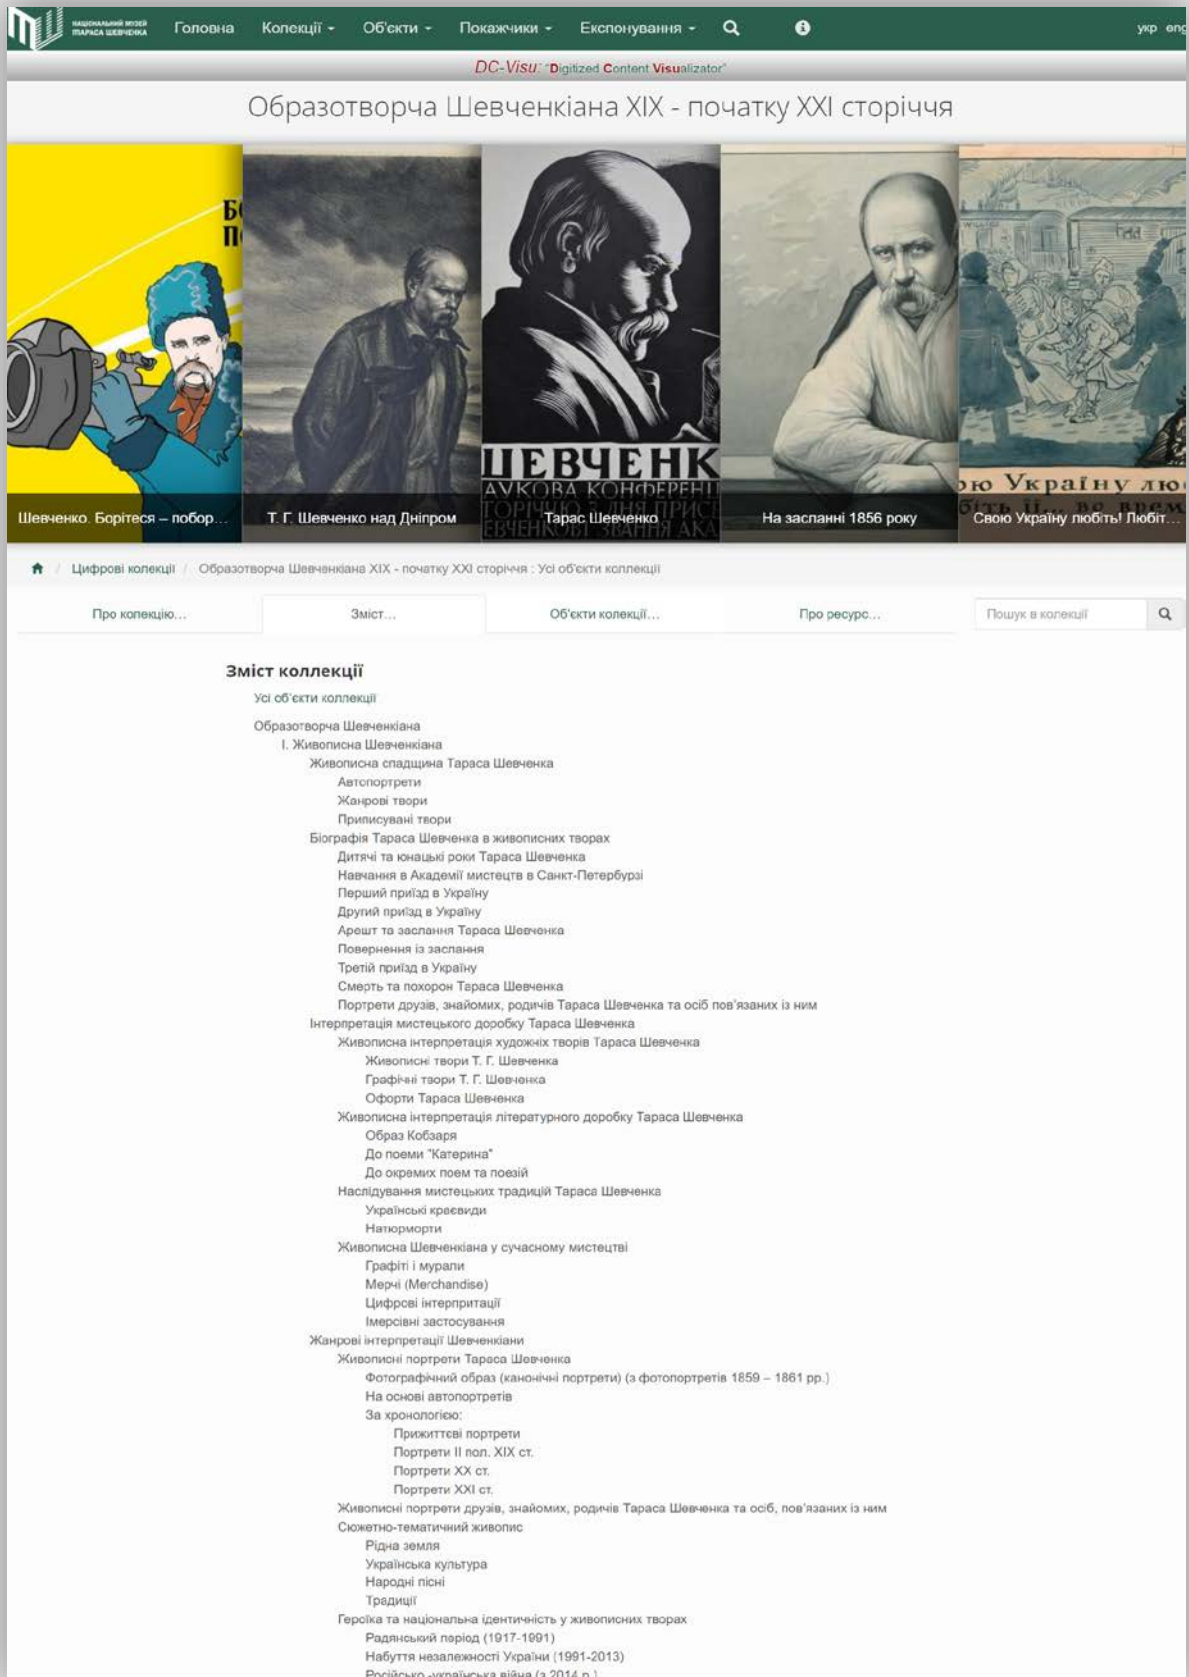 НАЦІОНАЛЬНИЙ МУЗЕЙ
ТАРАСА ШЕВЧЕНКА
Головна Колекції Об'єкти Покажчики Експонування укр eng
DC-Visu: "Digitized Content Visualizator"
Образотворча Шевченкіана XIX - початку XXI сторіччя
ШЕВЧЕНК
АУКОВА КОНФЕРЕНЦ
ою Україну лю
Шевченко. Борітеся – побор...
Т. Г. Шевченко над Дніпром
Тарас Шевченко
На засланні 1856 року
Свою Україну любіть! Любіт...
/ Цифрові колекції / Образотворча Шевченкіана XIX - початку XXI сторіччя : Усі об'єкти коллекції
Про колекцію... Зміст... Об'єкти колекції... Про ресурс... Пошук в колекції
Зміст коллекції
Усі об'єкти коллекції
Образотворча Шевченкіана
І. Живописна Шевченкіана
Живописна спадщина Тараса Шевченка
Автопортрети
Жанрові твори
Приписувані твори
Біографія Тараса Шевченка в живописних творах
Дитячі та юнацькі роки Тараса Шевченка
Навчання в Академії мистецтв в Санкт-Петербурзі
Перший приїзд в Україну
Другий приїзд в Україну
Арешт та заслання Тараса Шевченка
Повернення із заслання
Третій приїзд в Україну
Смерть та похорон Тараса Шевченка
Портрети друзів, знайомих, родичів Тараса Шевченка та осіб пов'язаних із ним
Інтерпретація мистецького доробку Тараса Шевченка
Живописна інтерпретація художніх творів Тараса Шевченка
Живописні твори Т. Г. Шевченка
Графічні твори Т. Г. Шевченка
Офорти Тараса Шевченка
Живописна інтерпретація літературного доробку Тараса Шевченка
Образ Кобзаря
До поеми "Катерина"
До окремих поем та поезій
Наслідування мистецьких традицій Тараса Шевченка
Українські краєвиди
Натюрморти
Живописна Шевченкіана у сучасному мистецтві
Графіті і мурали
Мерчі (Merchandise)
Цифрові інтерпритації
Імерсівні застосування
Жанрові інтерпретації Шевченкіани
Живописні портрети Тараса Шевченка
Фотографічний образ (канонічні портрети) (з фотопортретів 1859 – 1861 рр.)
На основі автопортретів
За хронологією:
Прижиттєві портрети
Портрети II пол. XIX ст.
Портрети XX ст.
Портрети XXI ст.
Живописні портрети друзів, знайомих, родичів Тараса Шевченка та осіб, пов'язаних із ним
Сюжетно-тематичний живопис
Рідна земля
Українська культура
Народні пісні
Традиції
Героїка та національна ідентичність у живописних творах
Радянський період (1917-1991)
Набуття незалежності України (1991-2013)
Російсько -українська війна (з 2014 р.)